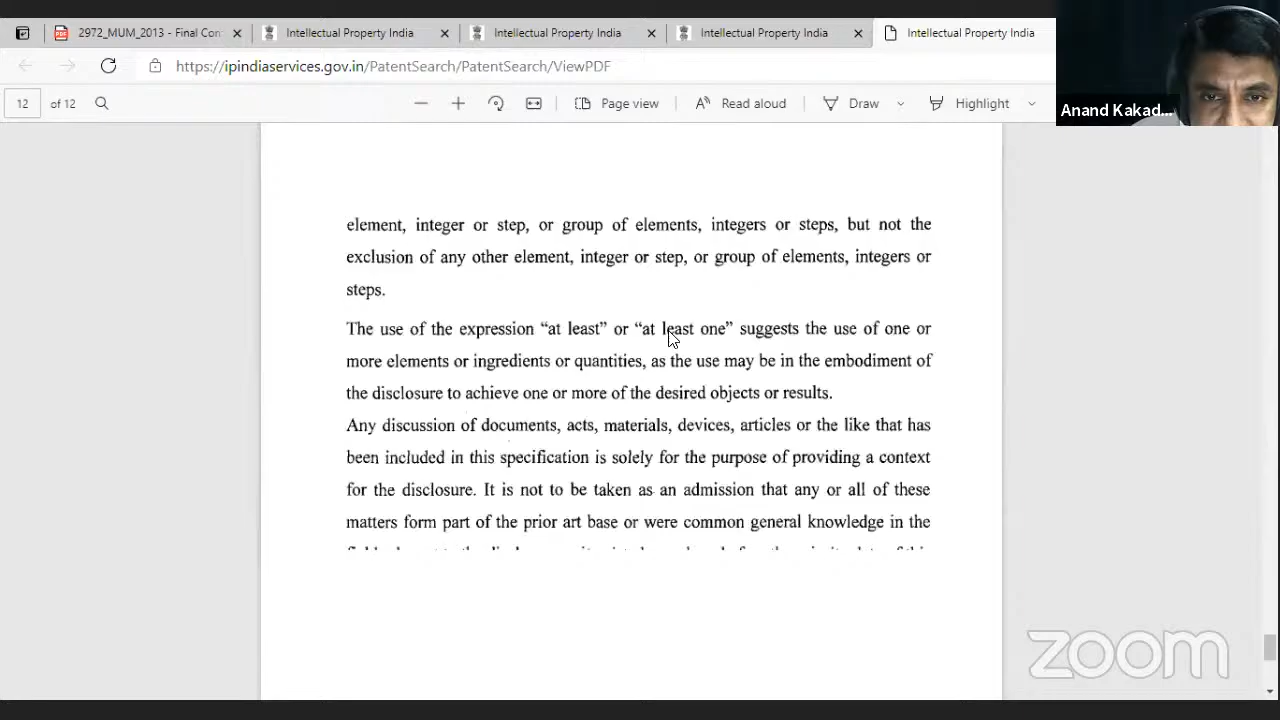 2972_MUM_2013 - Final Con
Intellectual Property India
Intellectual Property India
Intellectual Property India
Intellectual Property India
https://ipindiaservices.gov.in/PatentSearch/PatentSearch/ViewPDF
12 of 12
Page view
Read aloud
Draw
Highlight
Anand Kakad...
element, integer or step, or group of elements, integers or steps, but not the
exclusion of any other element, integer or step, or group of elements, integers or
steps.
The use of the expression “at least” or “at least one” suggests the use of one or
more elements or ingredients or quantities, as the use may be in the embodiment of
the disclosure to achieve one or more of the desired objects or results.
Any discussion of documents, acts, materials, devices, articles or the like that has
been included in this specification is solely for the purpose of providing a context
for the disclosure. It is not to be taken as an admission that any or all of these
matters form part of the prior art base or were common general knowledge in the
zoom